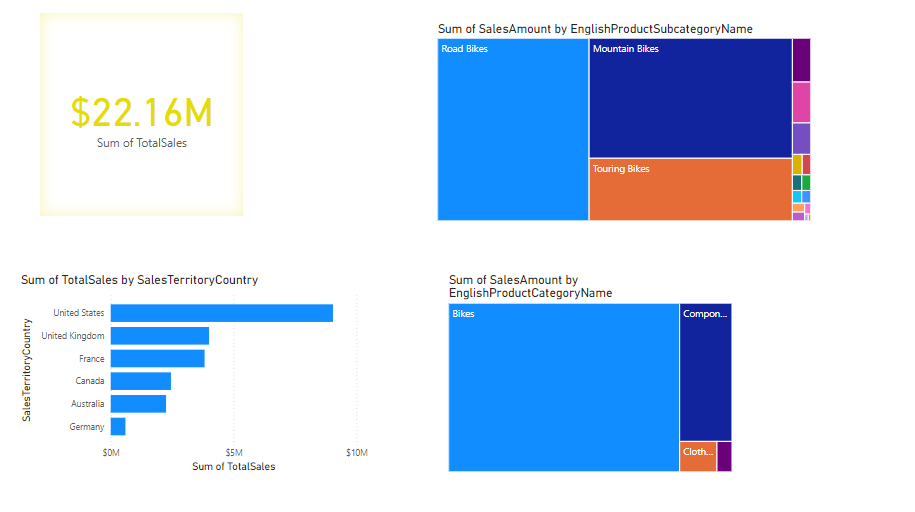 $22.16M
Sum of TotalSales
Sum of SalesAmount by EnglishProductSubcategoryName
Road Bikes
Mountain Bikes
Touring Bikes
Sum of TotalSales by SalesTerritoryCountry
SalesTerritoryCountry
United States
United Kingdom
France
Canada
Australia
Germany
$0M
$5M
$10M
Sum of TotalSales
Sum of SalesAmount by
EnglishProductCategoryName
Bikes
Compon...
Cloth...